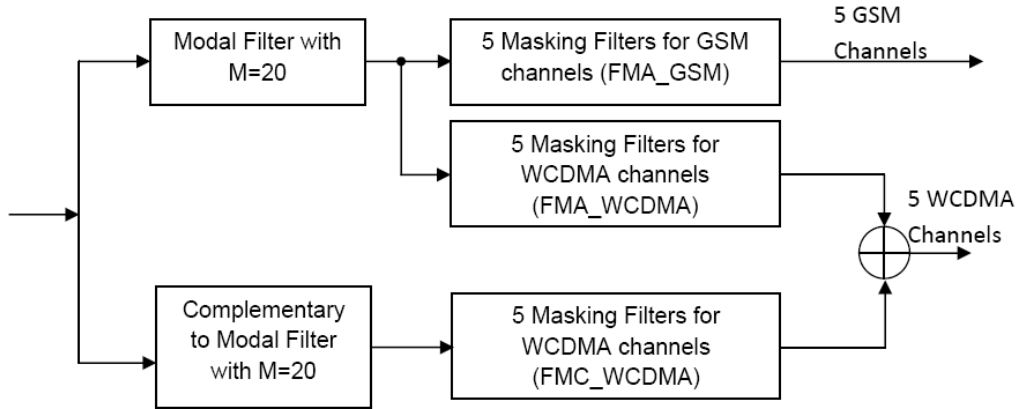 Modal Filter with
M=20
5 Masking Filters for GSM
channels (FMA_GSM)
5 GSM
Channels
5 Masking Filters for
WCDMA channels
(FMA_WCDMA)
5 WCDMA
Channels
Complementary
to Modal Filter
with M=20
5 Masking Filters for
WCDMA channels
(FMC_WCDMA)